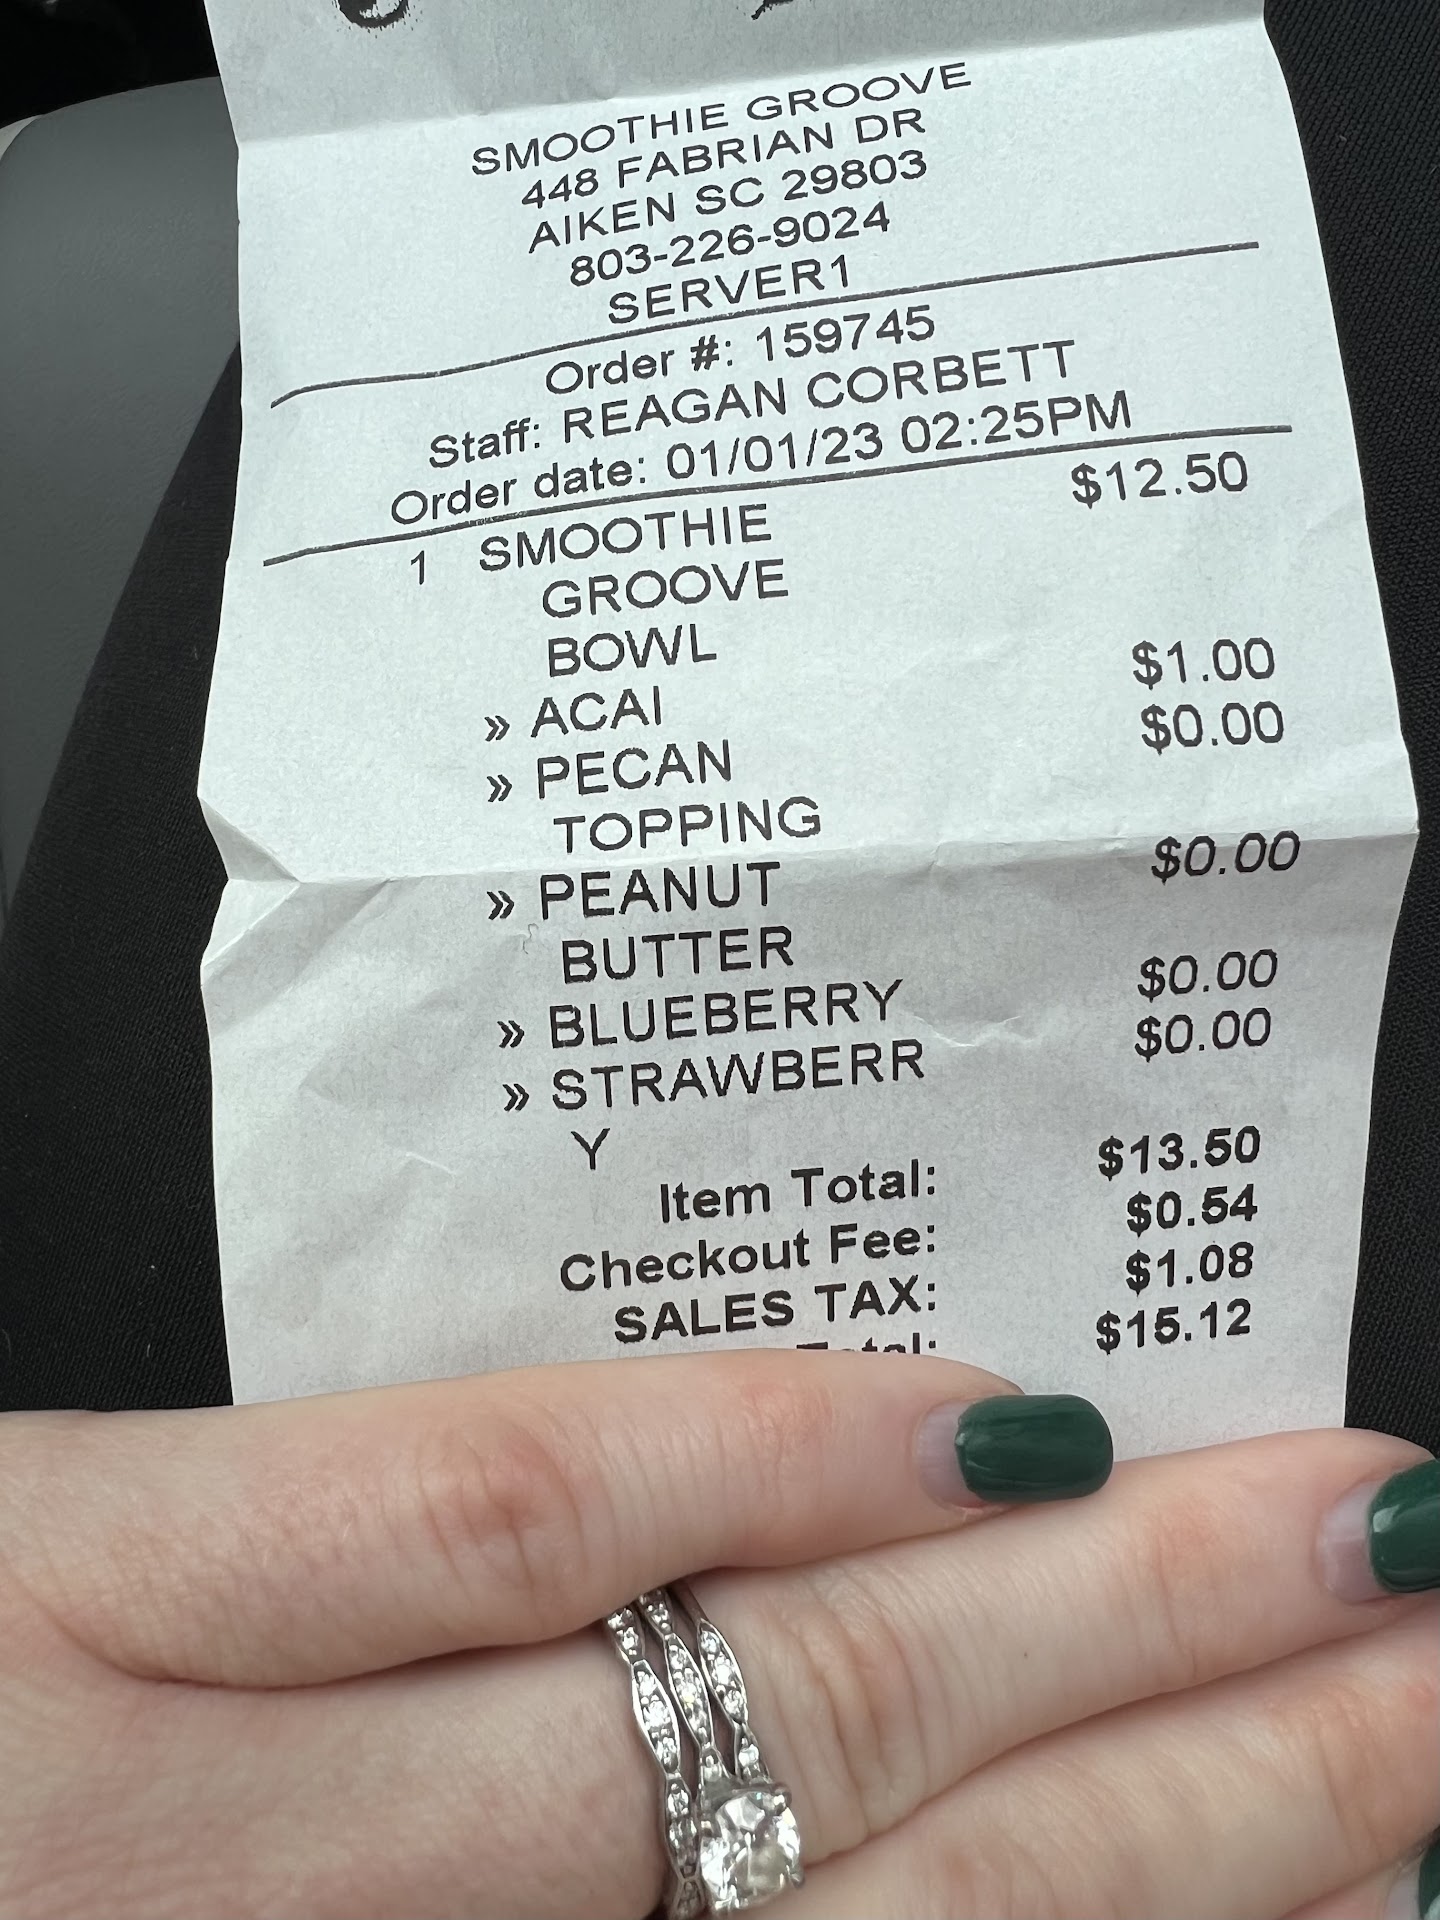 SMOOTHIE GROOVE
448 FABRIAN DR
AIKEN SC 29803
803-226-9024
SERVER1
Order #: 159745
Staff: REAGAN CORBETT
Order date: 01/01/23 02:25PM
1 SMOOTHIE $12.50
GROOVE
BOWL
» ACAI $1.00
» PECAN $0.00
TOPPING
» PEANUT $0.00
BUTTER
» BLUEBERRY $0.00
» STRAWBERR $0.00
Y
Item Total: $13.50
Checkout Fee: $0.54
SALES TAX: $1.08
Total: $15.12